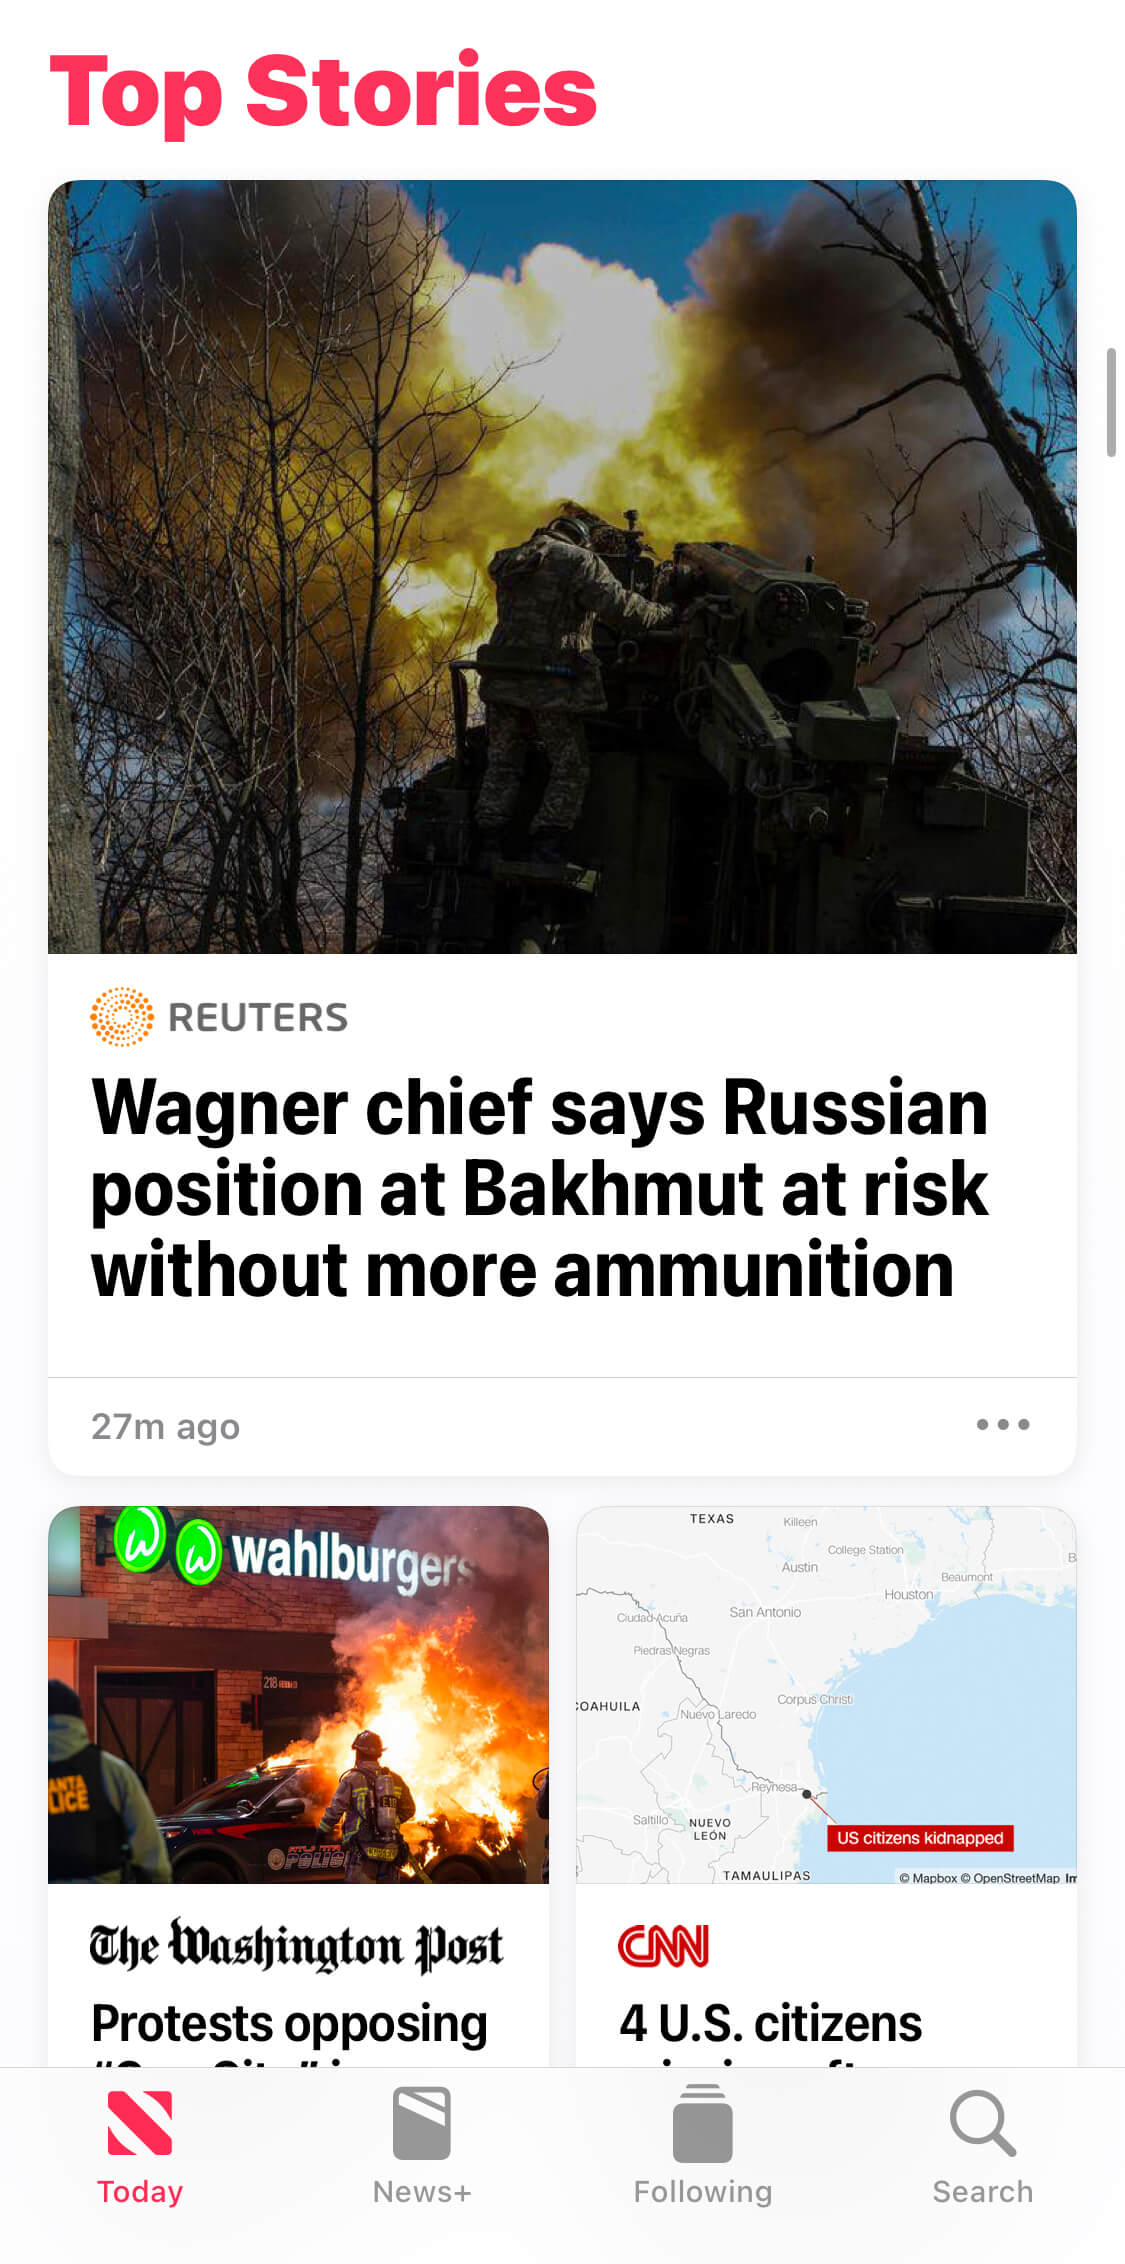 Top Stories
REUTERS
Wagner chief says Russian
position at Bakhmut at risk
without more ammunition
27m ago
wahlburgers
218
E19
POLICE
TEXAS
Killeen
College Station
Austin
Beaumont
Houston
San Antonio
Ciudad Acuña
Piedras Negras
COAHUILA
Corpus Christi
Nuevo Laredo
Reynosa
Saltillo
NUEVO
LEÓN
US citizens kidnapped
TAMAULIPAS
© Mapbox © OpenStreetMap Im
The Washington Post
Protests opposing
CNN
4 U.S. citizens
Today
News+
Following
Search